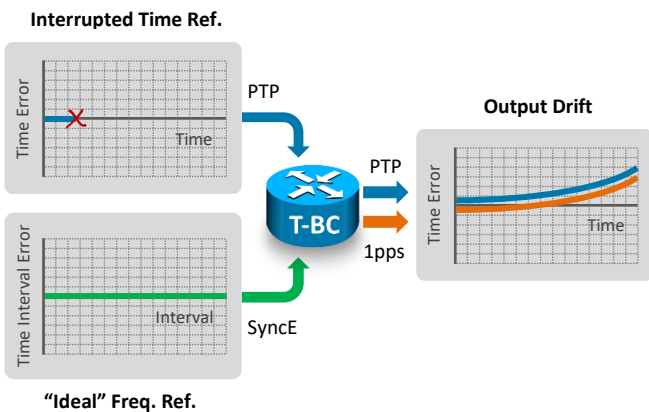 Interrupted Time Ref.
Time Error
Time
PTP
Output Drift
T-BC
PTP
1pps
Time Error
Time
Time Interval Error
Interval
SyncE
“Ideal” Freq. Ref.